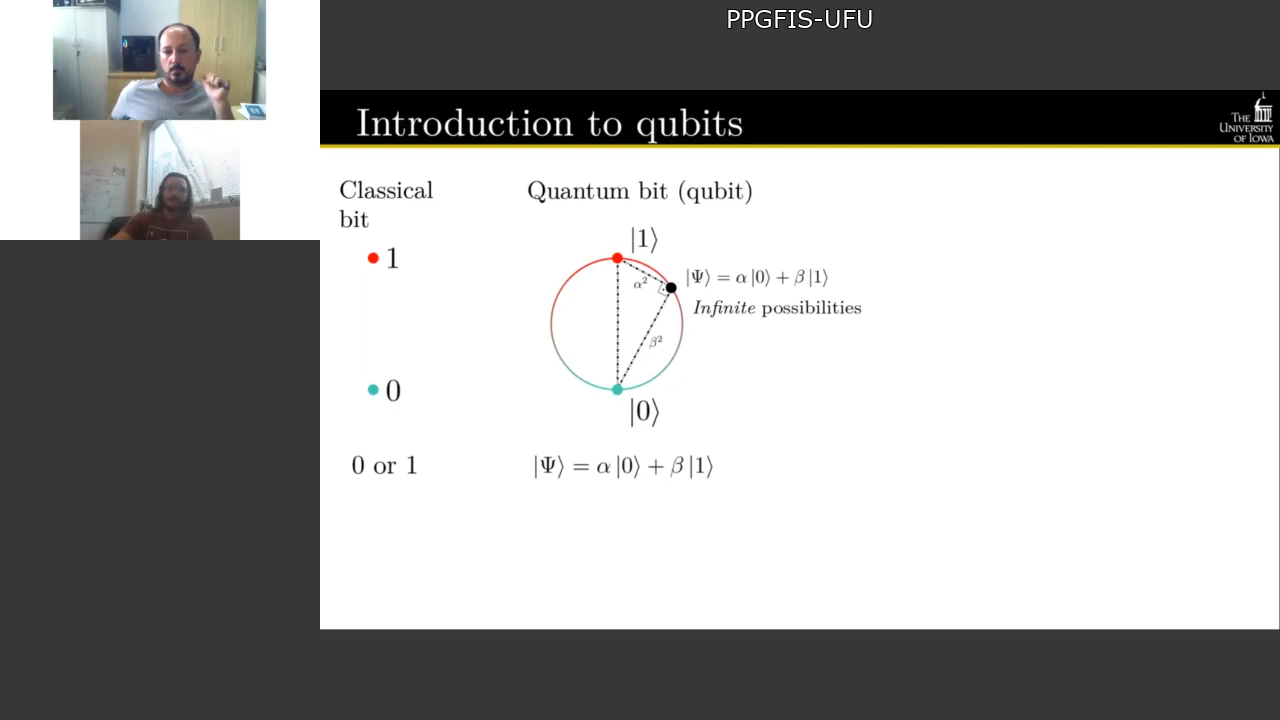 PPGFIS-UFU
Introduction to qubits
THE
UNIVERSITY
OF IOWA
Classical
bit
Quantum bit (qubit)
1
0
|1⟩
α²
β²
|0⟩
|Ψ⟩ = α|0⟩ + β|1⟩
Infinite possibilities
0 or 1
|Ψ⟩ = α|0⟩ + β|1⟩